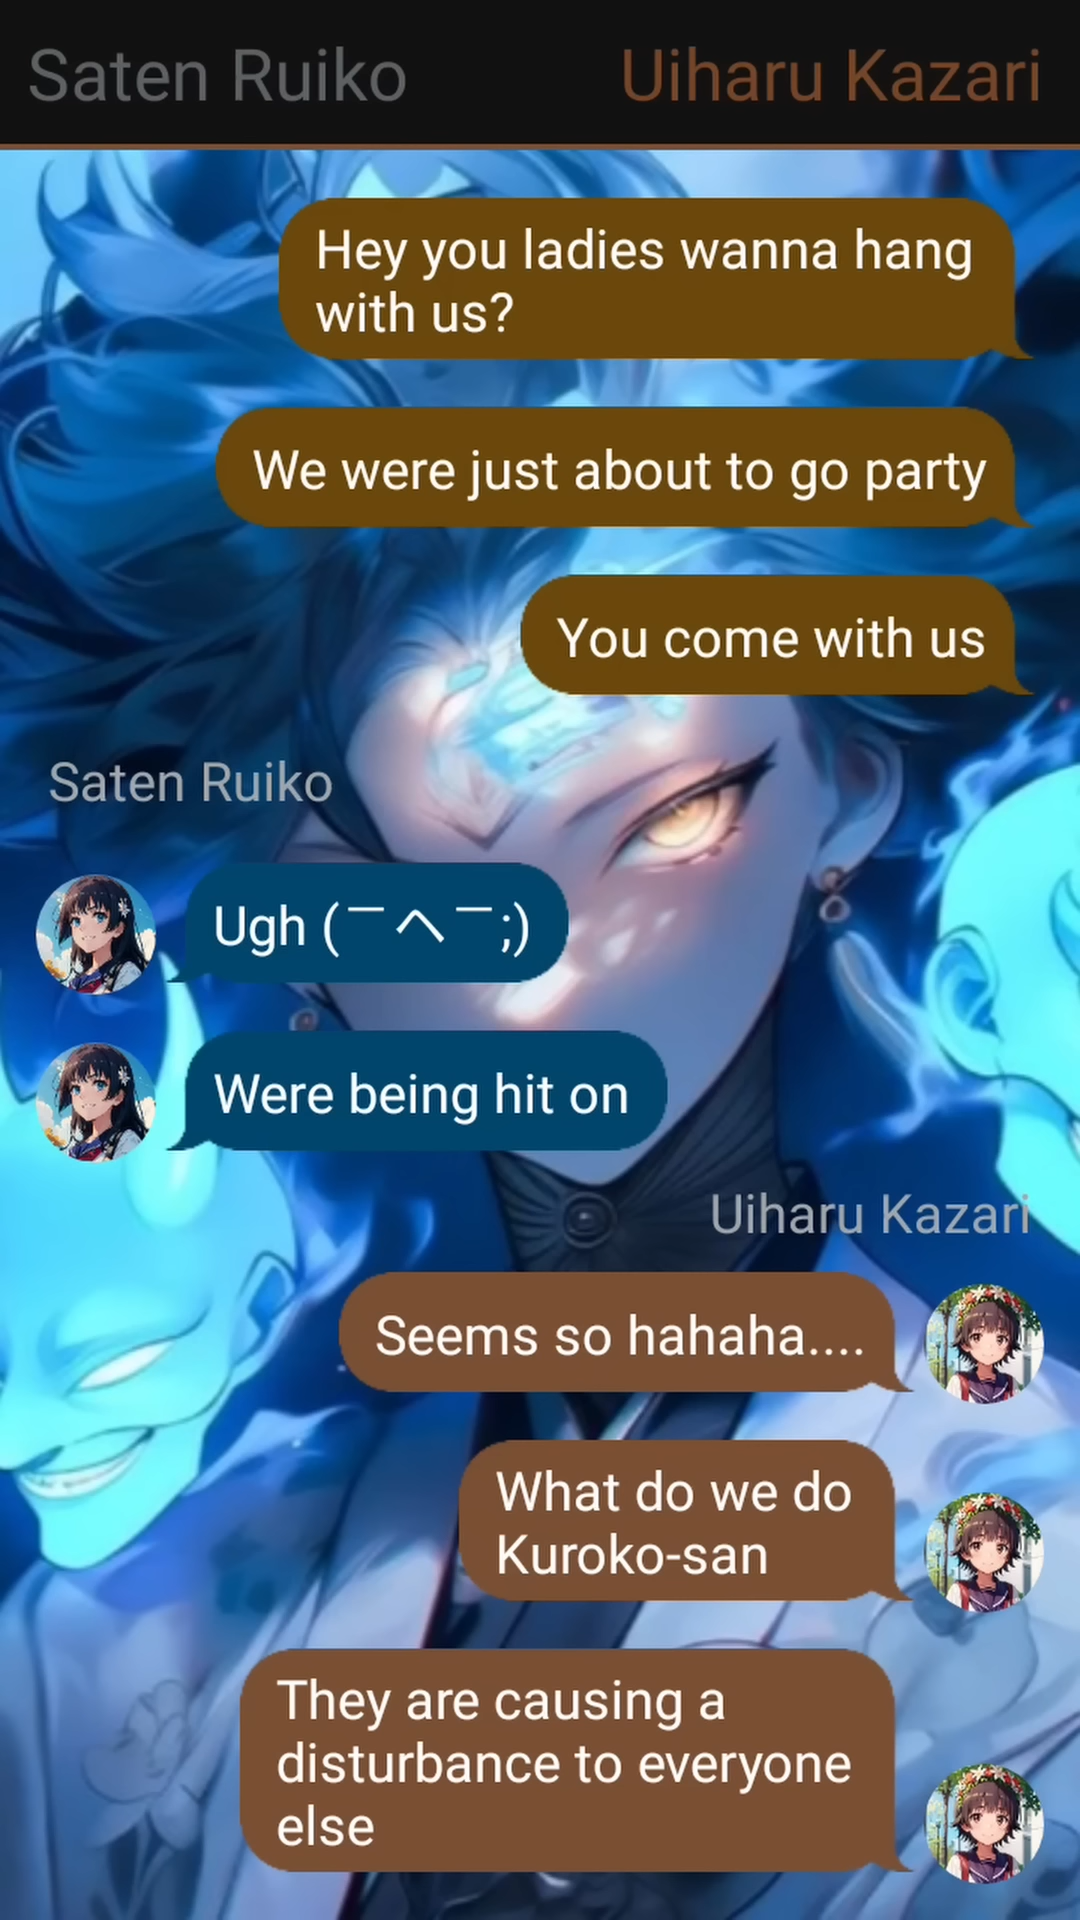 Saten Ruiko
Uiharu Kazari
Hey you ladies wanna hang
with us?
We were just about to go party
You come with us
Saten Ruiko
Ugh (￣ヘ￣;)
Were being hit on
Uiharu Kazari
Seems so hahaha....
What do we do
Kuroko-san
They are causing a
disturbance to everyone
else